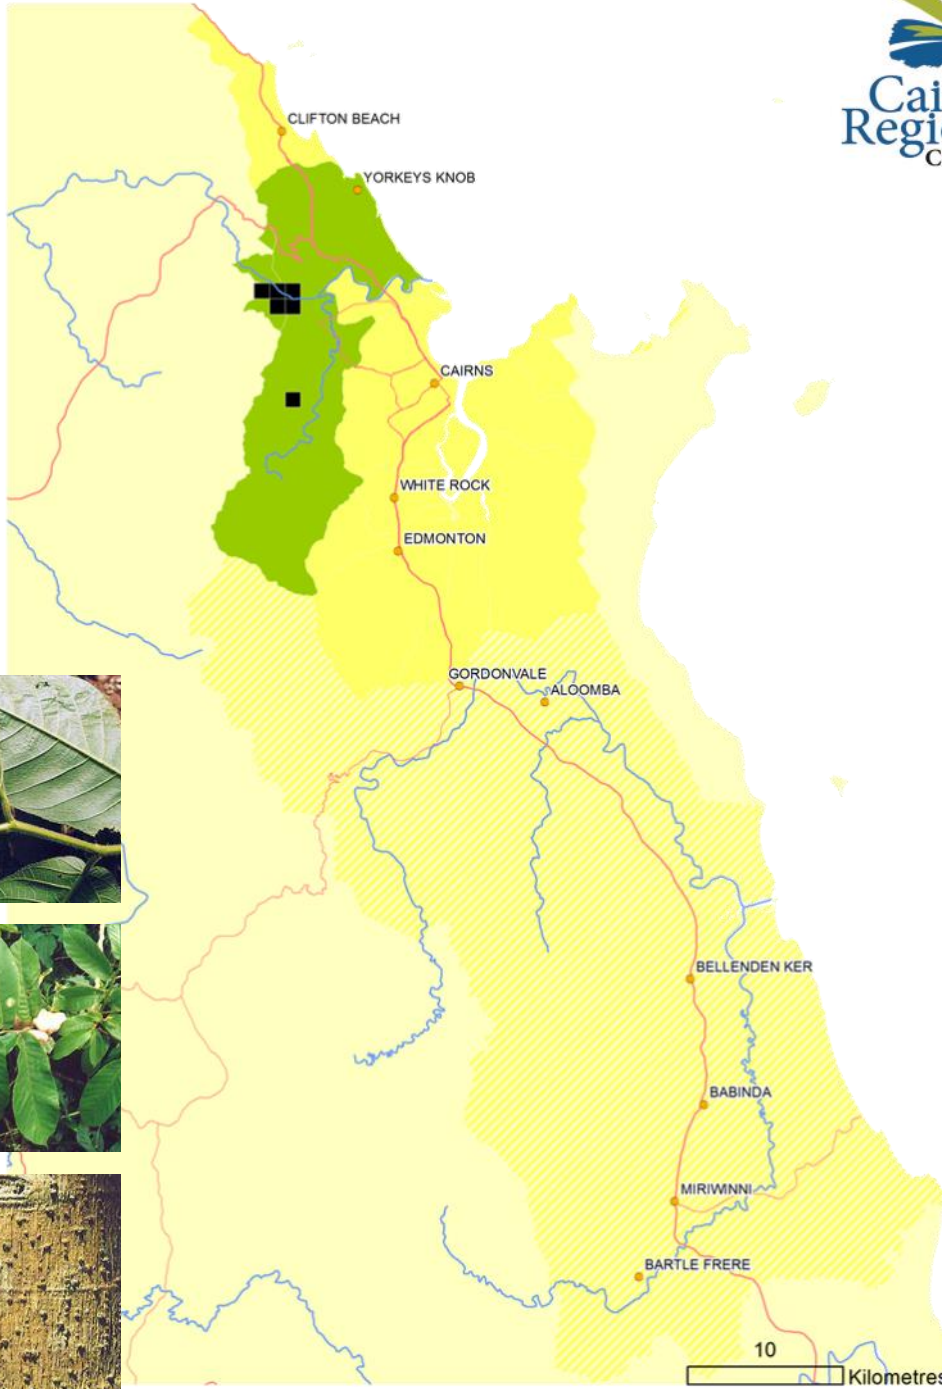 CLIFTON BEACH
YORKEYS KNOB
CAIRNS
WHITE ROCK
EDMONTON
GORDONVALE
ALOOMBA
BELLENDEN KER
BABINDA
MIRIWINNI
BARTLE FRERE
10
Kilometres